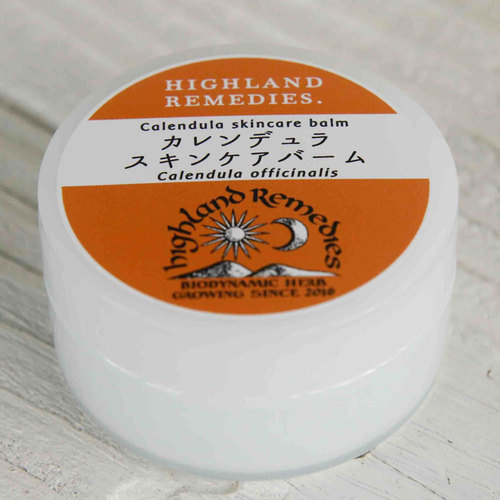 HIGHLAND
REMEDIES.
Calendula skincare balm
カレンデュラ
スキンケアバーム
Calendula officinalis
highland Remedies
BIODYNAMIC HERB
GROWING SINCE 2016